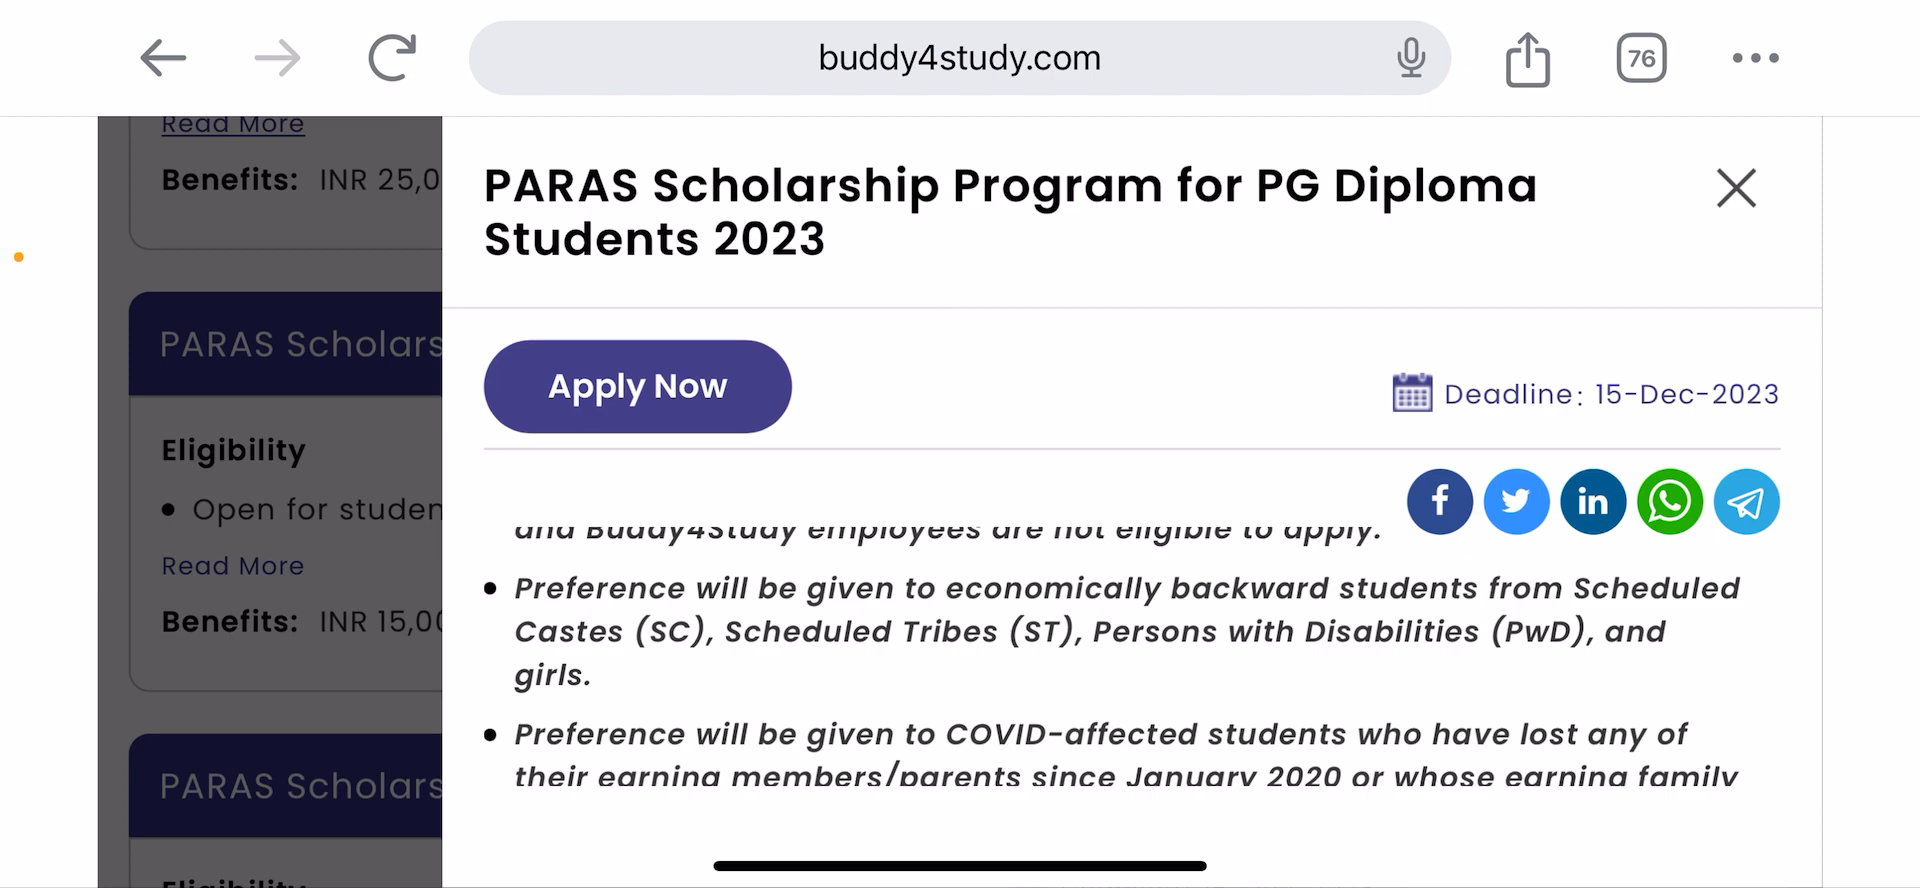 buddy4study.com
76
Read More
Benefits: INR 25,0
PARAS Scholars
Eligibility
• Open for studen
Read More
Benefits: INR 15,00
PARAS Scholars
Eligibility
PARAS Scholarship Program for PG Diploma
Students 2023
Apply Now
Deadline: 15-Dec-2023
and Buddy4Study employees are not eligible to apply.
• Preference will be given to economically backward students from Scheduled
Castes (SC), Scheduled Tribes (ST), Persons with Disabilities (PwD), and
girls.
• Preference will be given to COVID-affected students who have lost any of
their earning members/parents since January 2020 or whose earning family